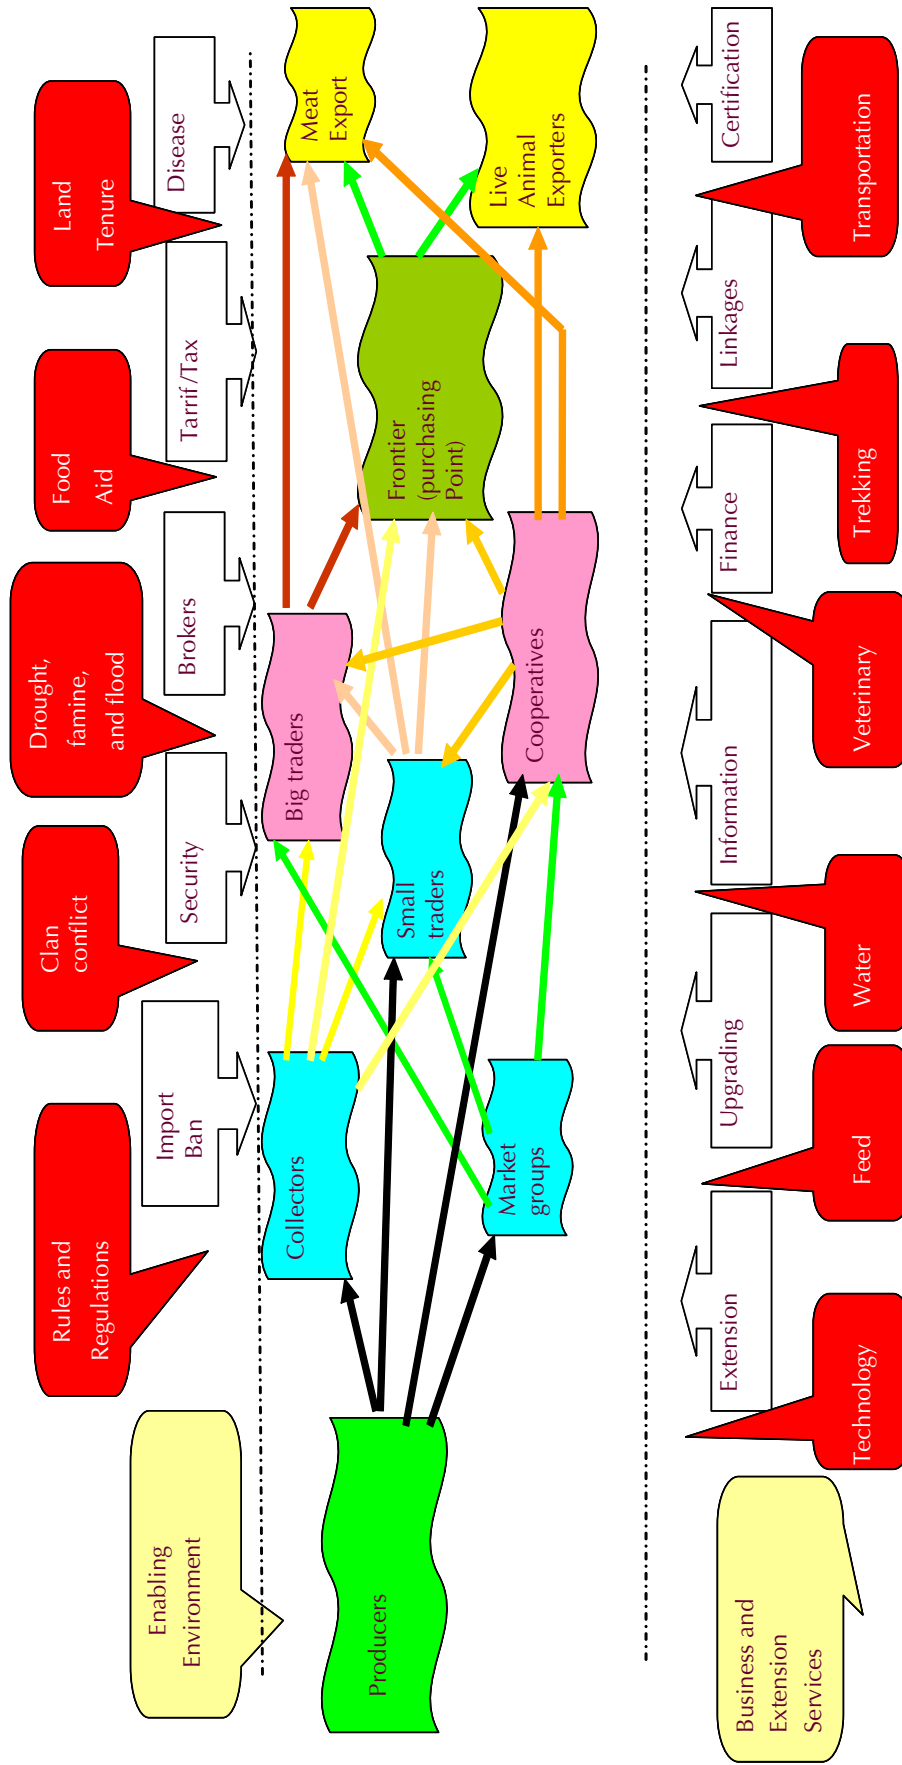 Enabling
Environment
Rules and
Regulations
Clan
conflict
Drought,
famine,
and flood
Food
Aid
Land
Tenure
Import
Ban
Security
Brokers
Tarrif /Tax
Disease
Producers
Collectors
Market
groups
Small
traders
Big traders
Cooperatives
Frontier
(purchasing
Point)
Meat
Export
Live
Animal
Exporters
Extension
Upgrading
Information
Finance
Linkages
Certification
Business and
Extension
Services
Technology
Feed
Water
Veterinary
Trekking
Transportation